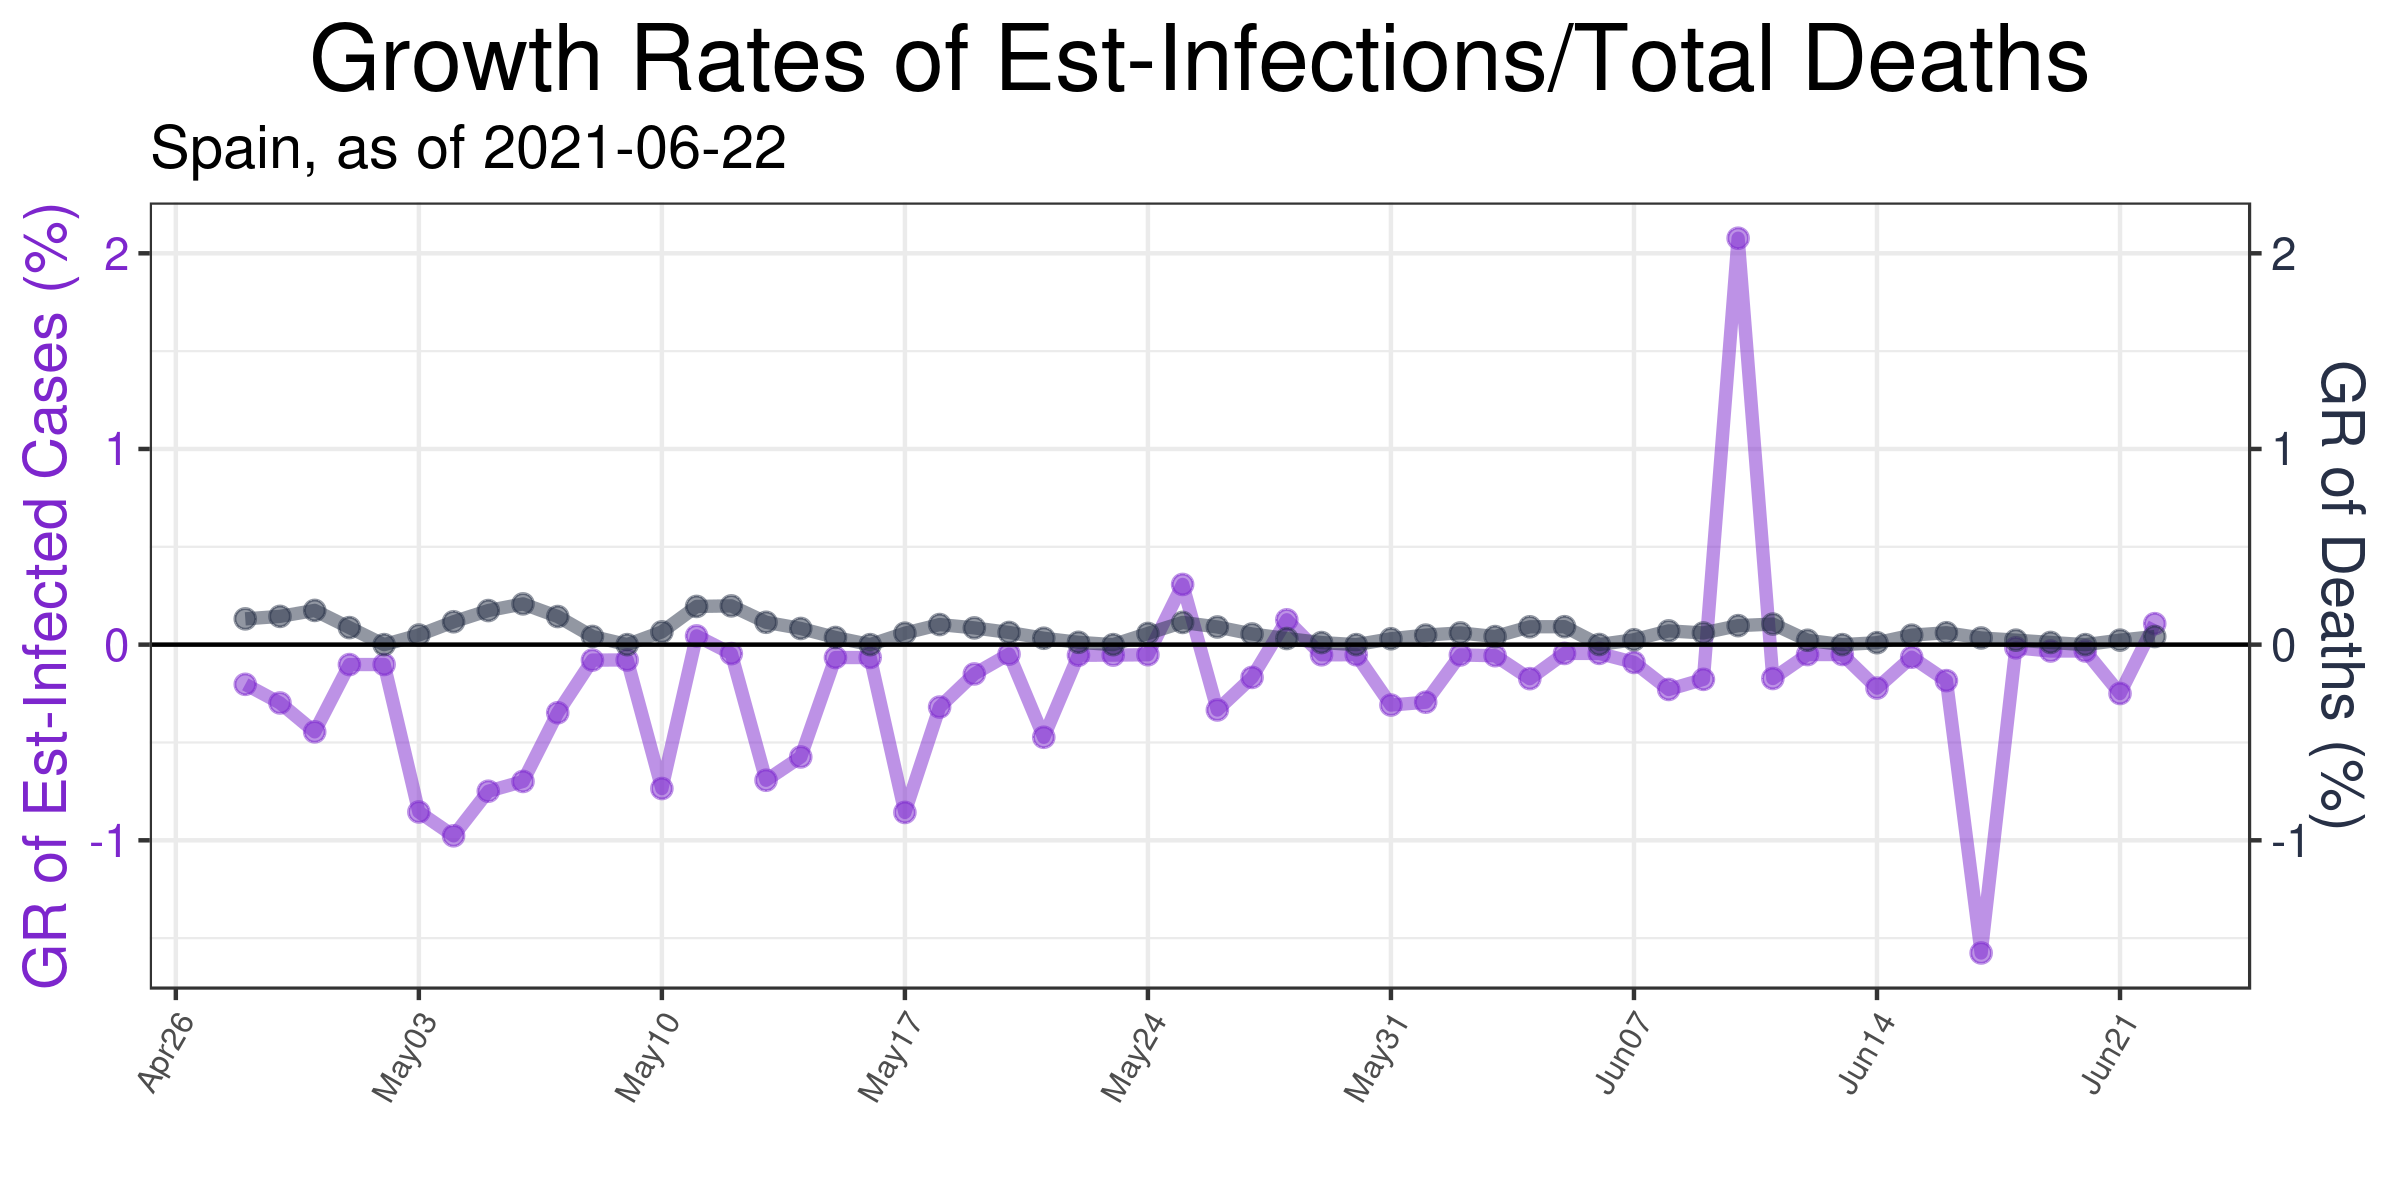 Growth Rates of Est-Infections/Total Deaths
Spain, as of 2021-06-22
GR of Est-Infected Cases (%)
2
1
0
-1
2
1
0
-1
GR of Deaths (%)
Apr26
May03
May10
May17
May24
May31
Jun07
Jun14
Jun21